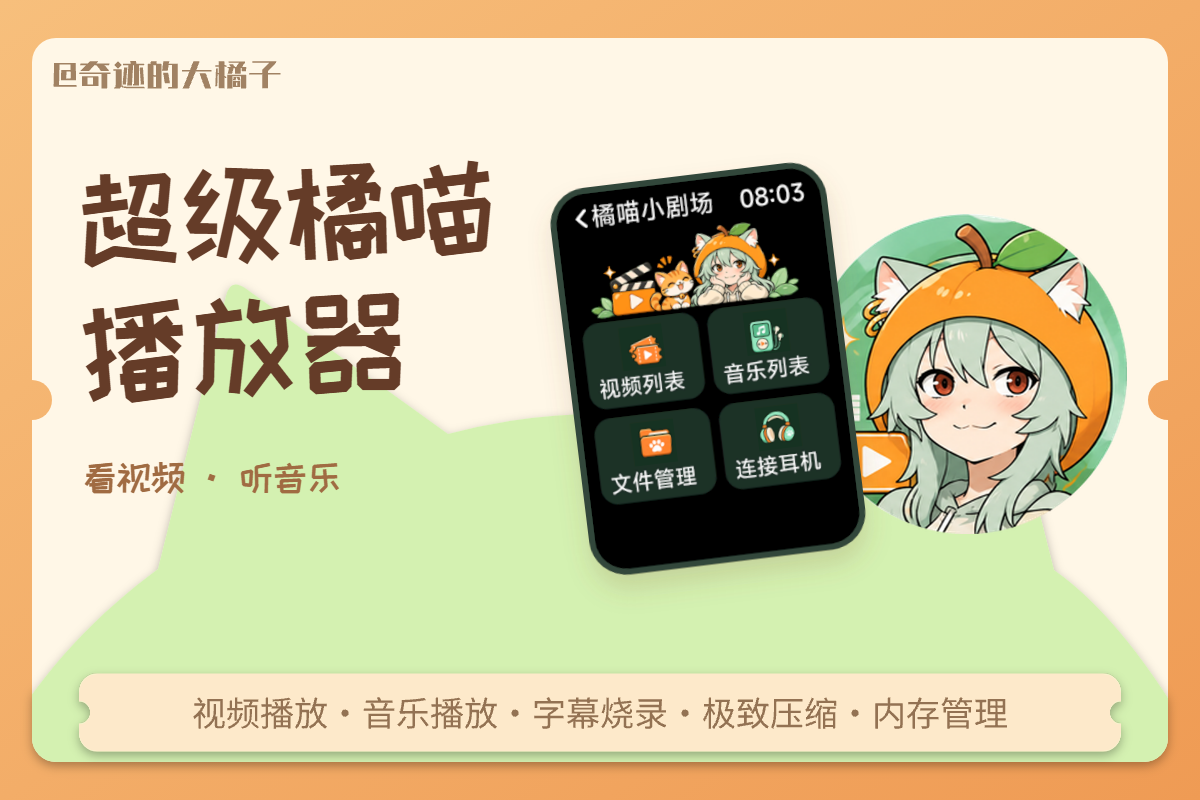 @奇迹的大橘子
超级橘喵
播放器
看视频 · 听音乐
橘喵小剧场 08:03
视频列表
音乐列表
文件管理
连接耳机
视频播放・音乐播放・字幕烧录・极致压缩・内存管理